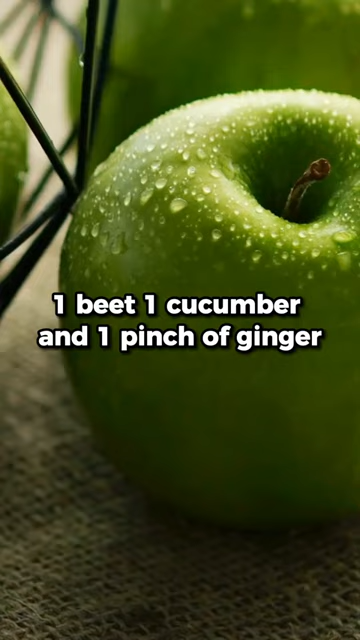 1 beet 1 cucumber
and 1 pinch of ginger